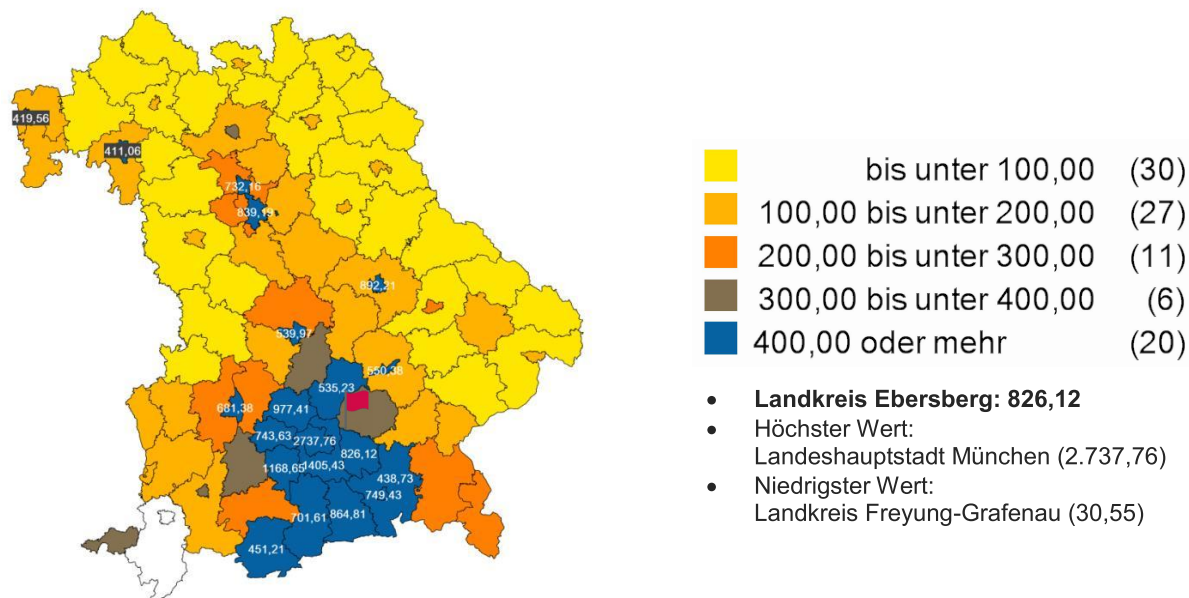 419,56
411,06
732,16
839,19
892,21
539,97
550,38
535,23
681,38
977,41
743,63
2737,76
826,12
1168,65
1405,43
438,73
749,43
701,61
864,81
451,21
bis unter 100,00 (30)
100,00 bis unter 200,00 (27)
200,00 bis unter 300,00 (11)
300,00 bis unter 400,00 (6)
400,00 oder mehr (20)
• Landkreis Ebersberg: 826,12
• Höchster Wert:
Landeshauptstadt München (2.737,76)
• Niedrigster Wert:
Landkreis Freyung-Grafenau (30,55)